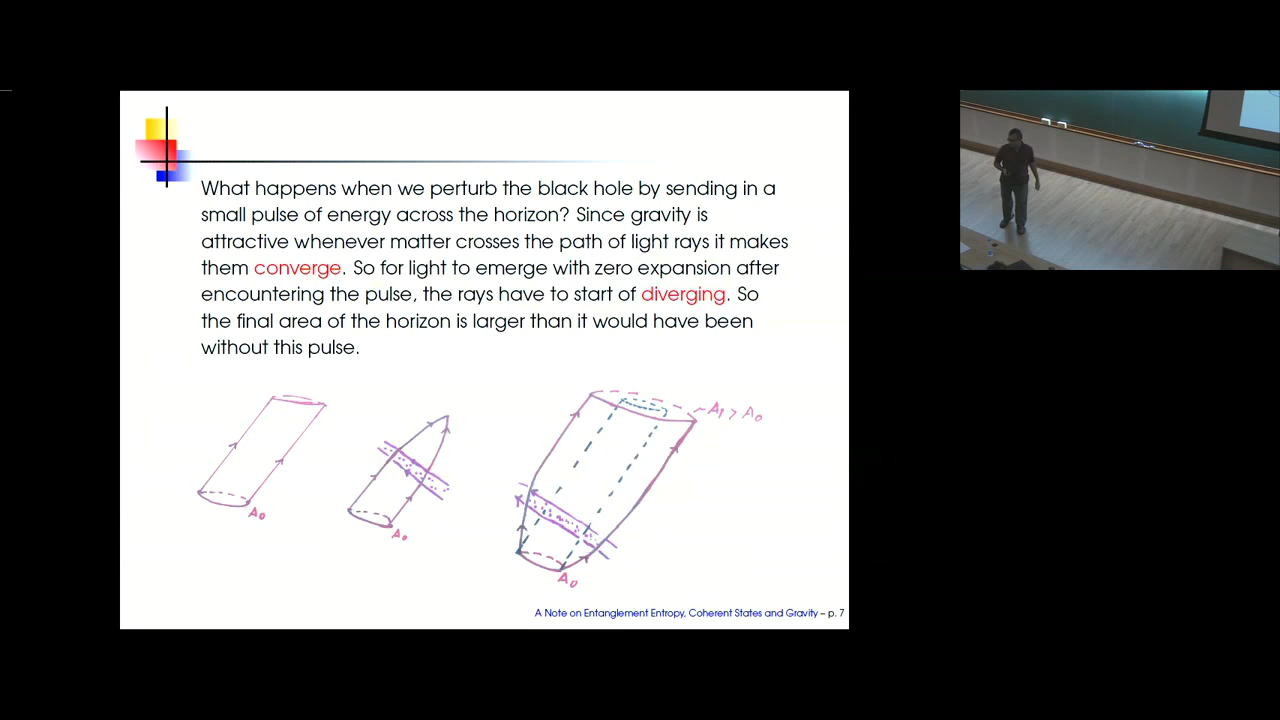 What happens when we perturb the black hole by sending in a
small pulse of energy across the horizon? Since gravity is
attractive whenever matter crosses the path of light rays it makes
them converge. So for light to emerge with zero expansion after
encountering the pulse, the rays have to start of diverging. So
the final area of the horizon is larger than it would have been
without this pulse.
A₁ > A₀
A₀
A₀
A₀
A Note on Entanglement Entropy, Coherent States and Gravity – p. 7